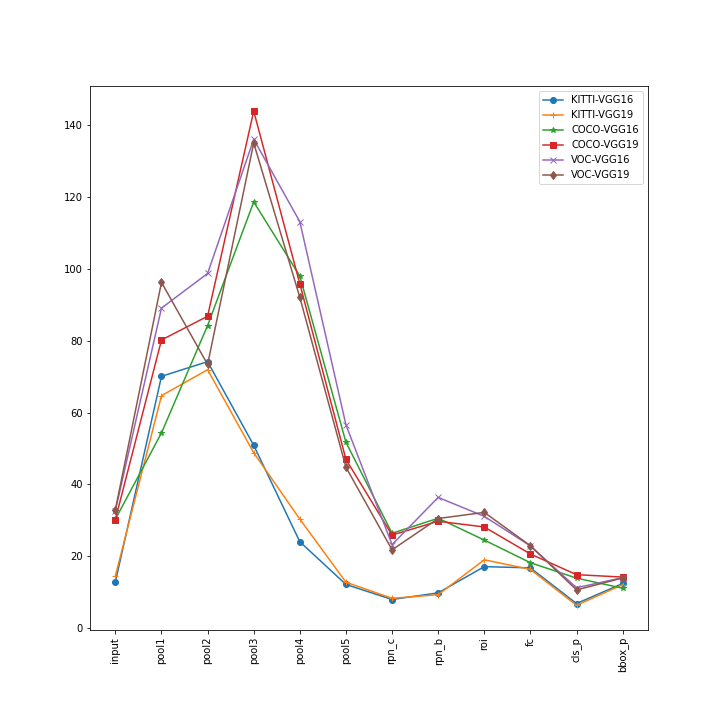 KITTI-VGG16
KITTI-VGG19
COCO-VGG16
COCO-VGG19
VOC-VGG16
VOC-VGG19
140
120
100
80
60
40
20
0
input
pool1
pool2
pool3
pool4
pool5
rpn_c
rpn_b
roi
fc
cls_p
bbox_p